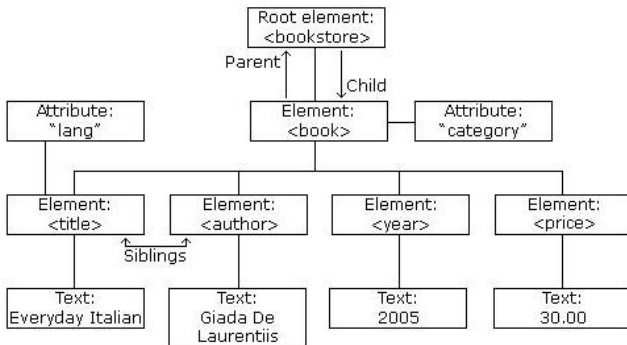 Root element:
<bookstore>
Parent
Child
Attribute:
"lang"
Element:
<book>
Attribute:
"category"
Element:
<title>
Element:
<author>
Element:
<year>
Element:
<price>
Siblings
Text:
Everyday Italian
Text:
Giada De
Laurentiis
Text:
2005
Text:
30.00